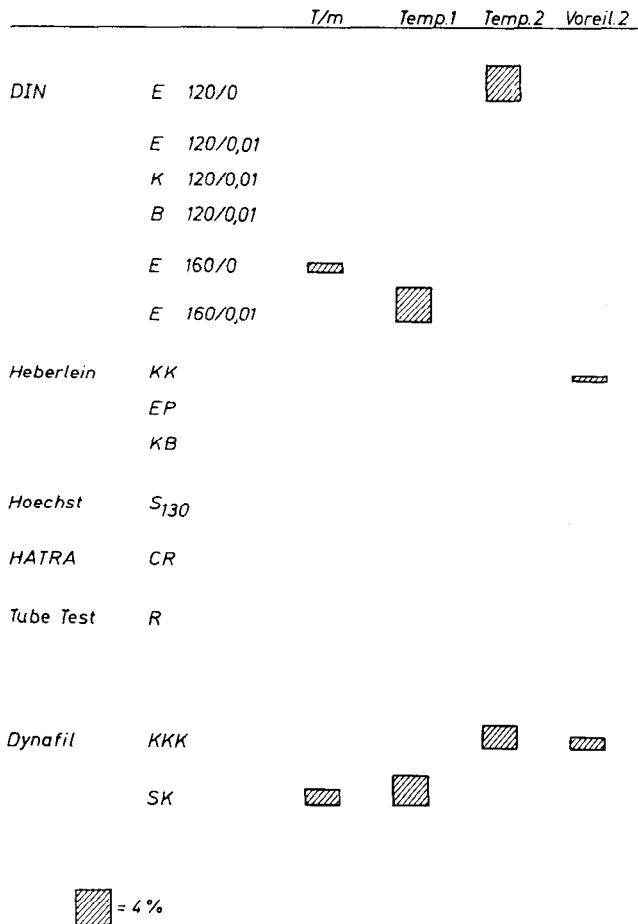 T/m Temp.1 Temp.2 Voreil.2
DIN E 120/0
E 120/0,01
K 120/0,01
B 120/0,01
E 160/0
E 160/0,01
Heberlein KK
EP
KB
Hoechst S130
HATRA CR
Tube Test R
Dynafil KKK
SK
= 4%